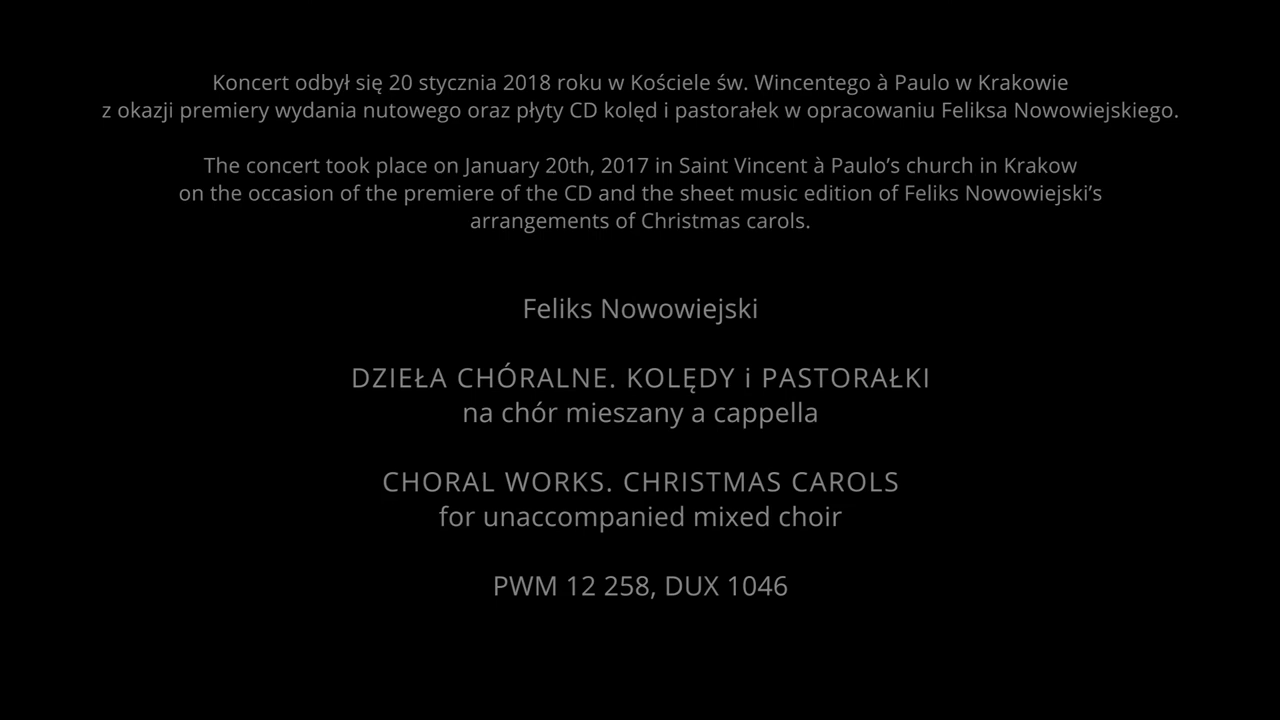 Koncert odbył się 20 stycznia 2018 roku w Kościele św. Wincentego à Paulo w Krakowie
z okazji premiery wydania nutowego oraz płyty CD kolęd i pastorałek w opracowaniu Feliksa Nowowiejskiego.
The concert took place on January 20th, 2017 in Saint Vincent à Paulo’s church in Krakow
on the occasion of the premiere of the CD and the sheet music edition of Feliks Nowowiejski’s
arrangements of Christmas carols.
Feliks Nowowiejski
DZIEŁA CHÓRALNE. KOLĘDY i PASTORAŁKI
na chór mieszany a cappella
CHORAL WORKS. CHRISTMAS CAROLS
for unaccompanied mixed choir
PWM 12 258, DUX 1046